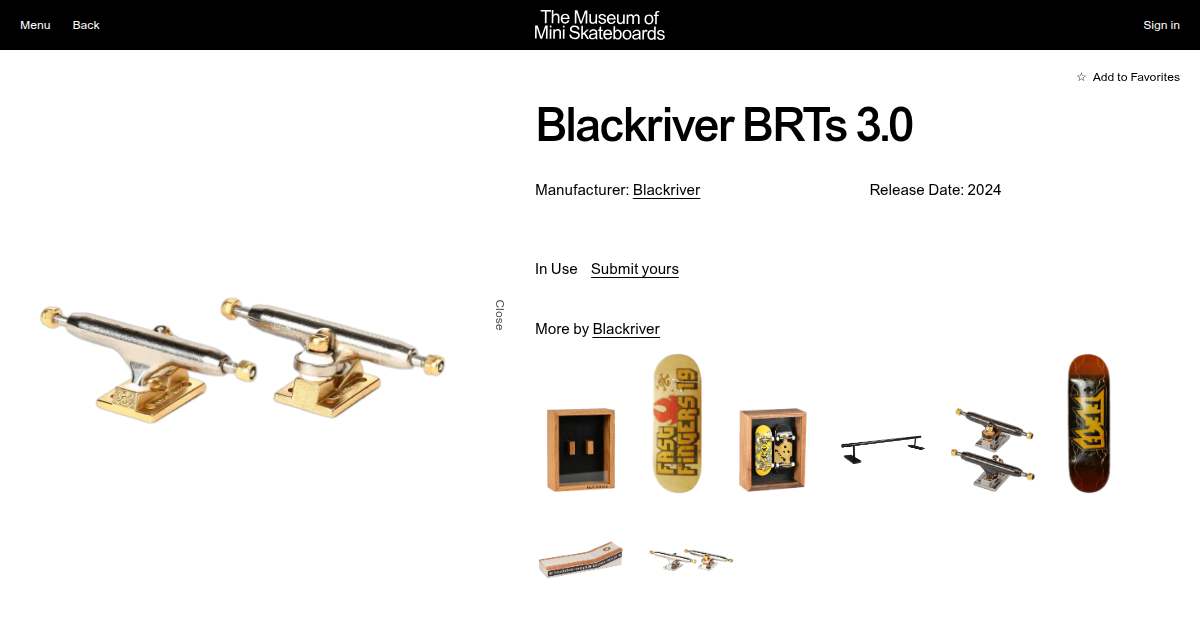 Menu
Back
The Museum of
Mini Skateboards
Sign in
☆ Add to Favorites
Blackriver BRTs 3.0
Manufacturer: Blackriver
Release Date: 2024
In Use
Submit yours
Close
More by Blackriver
FAST
FINGERS 19